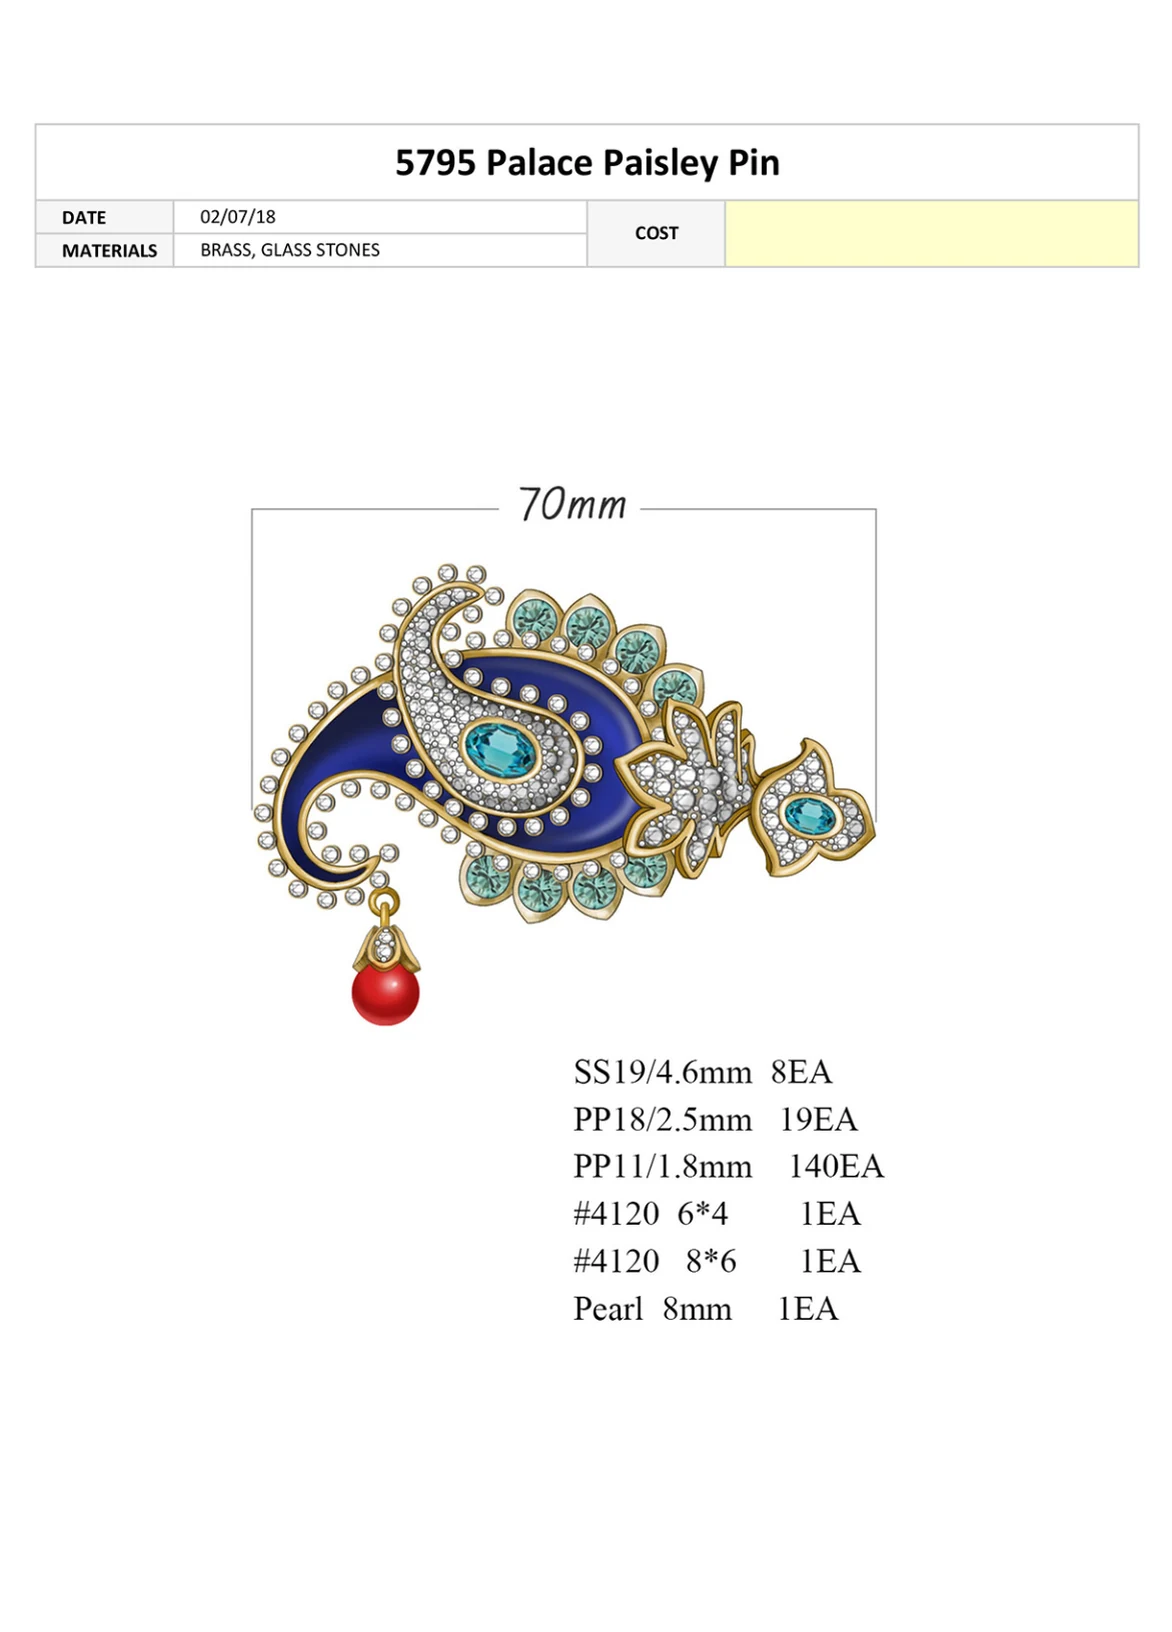 5795 Palace Paisley Pin
DATE 02/07/18
COST
MATERIALS BRASS, GLASS STONES
70mm
SS19/4.6mm 8EA
PP18/2.5mm 19EA
PP11/1.8mm 140EA
#4120 6*4 1EA
#4120 8*6 1EA
Pearl 8mm 1EA